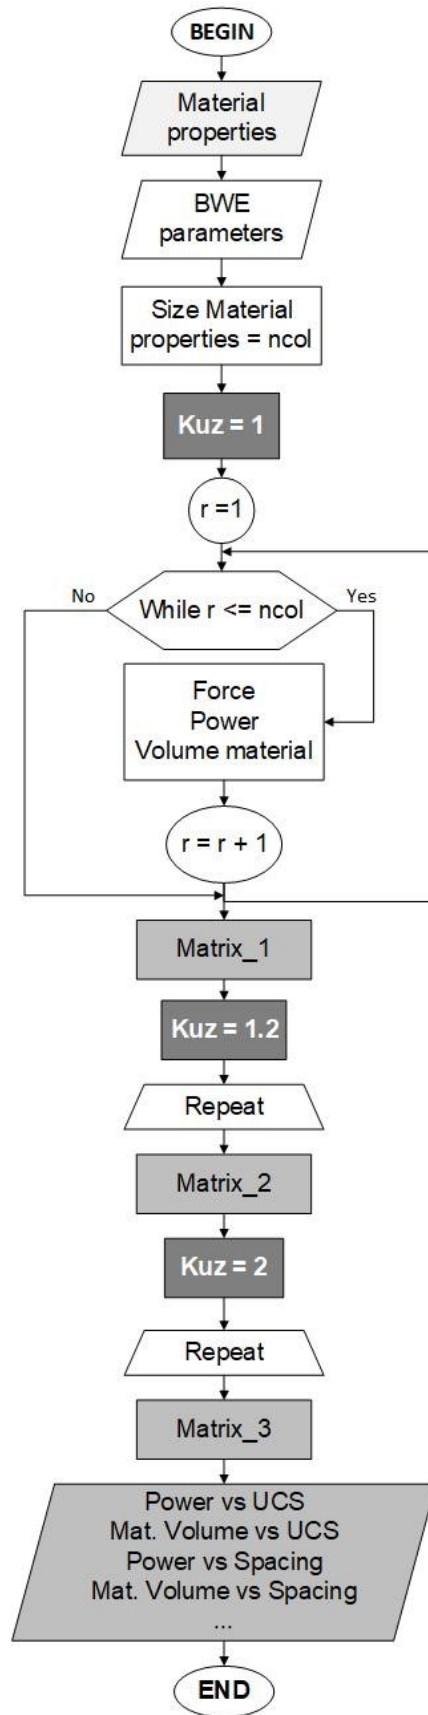 BEGIN
Material
properties
BWE
parameters
Size Material
properties = ncol
Kuz = 1
r =1
No
While r <= ncol
Yes
Force
Power
Volume material
r = r + 1
Matrix_1
Kuz = 1.2
Repeat
Matrix_2
Kuz = 2
Repeat
Matrix_3
Power vs UCS
Mat. Volume vs UCS
Power vs Spacing
Mat. Volume vs Spacing
...
END